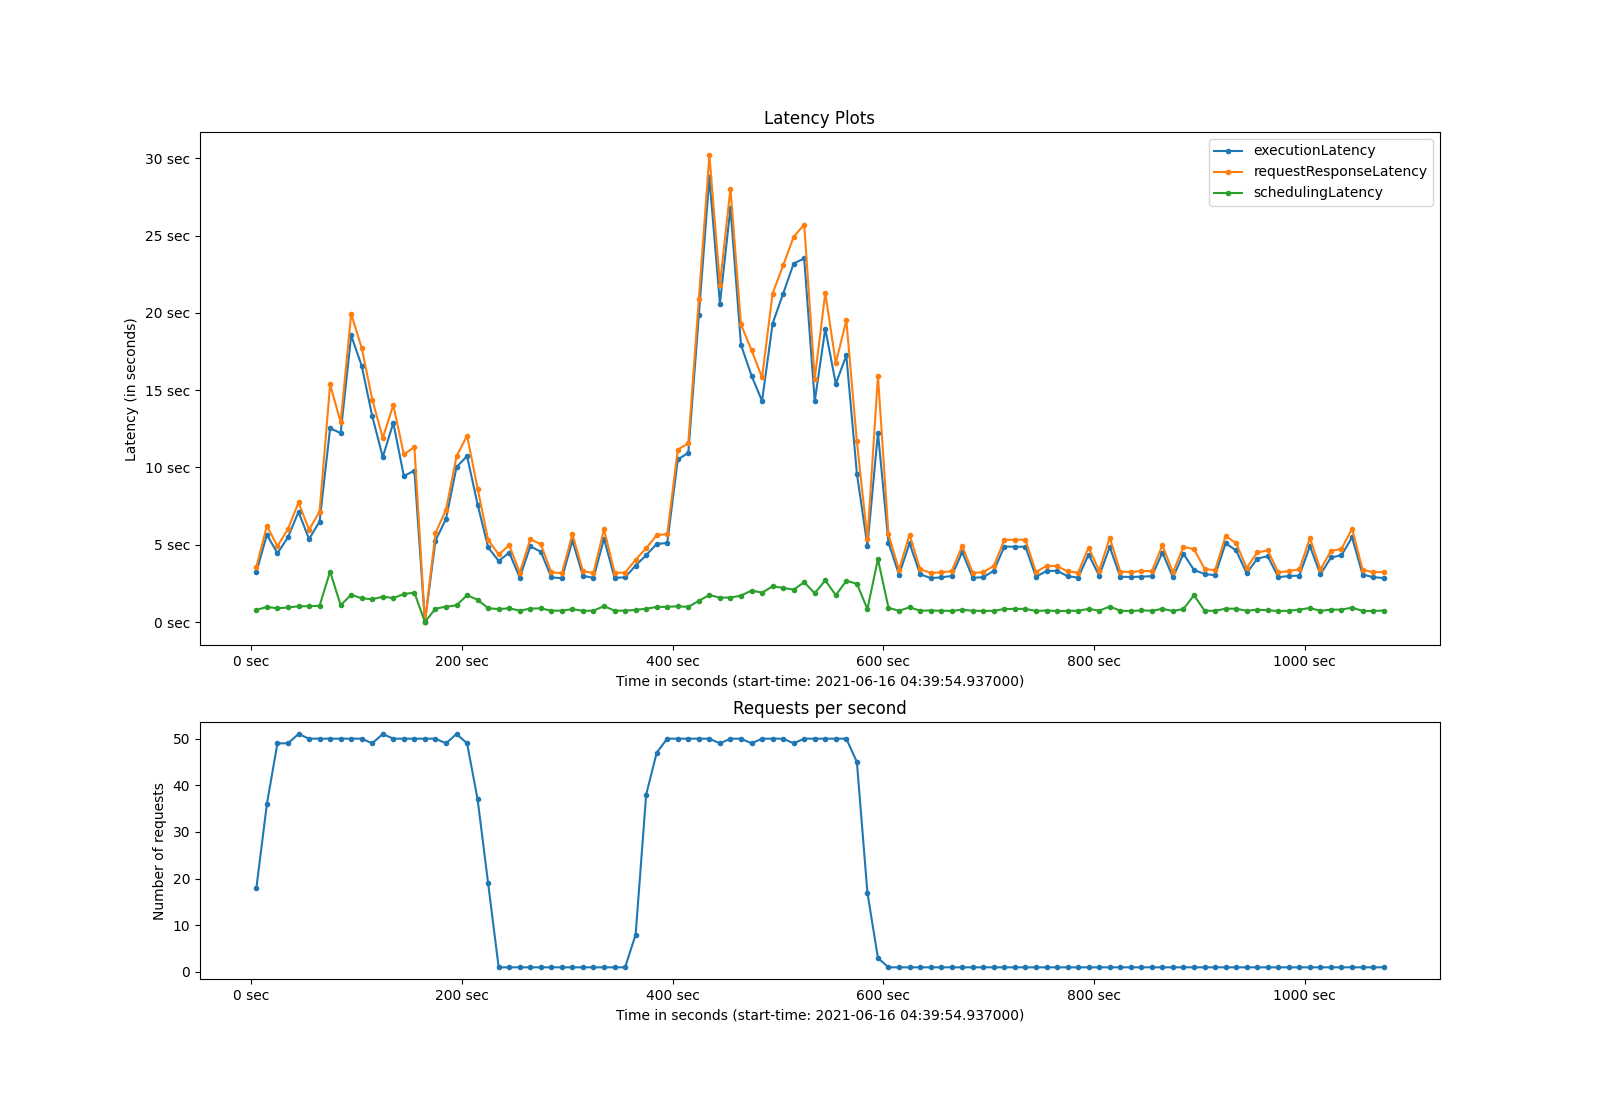 Latency Plots
30 sec
25 sec
20 sec
15 sec
10 sec
5 sec
0 sec
Latency (in seconds)
executionLatency
requestResponseLatency
schedulingLatency
0 sec 200 sec 400 sec 600 sec 800 sec 1000 sec
Time in seconds (start-time: 2021-06-16 04:39:54.937000)
Requests per second
50
40
30
20
10
0
Number of requests
0 sec 200 sec 400 sec 600 sec 800 sec 1000 sec
Time in seconds (start-time: 2021-06-16 04:39:54.937000)